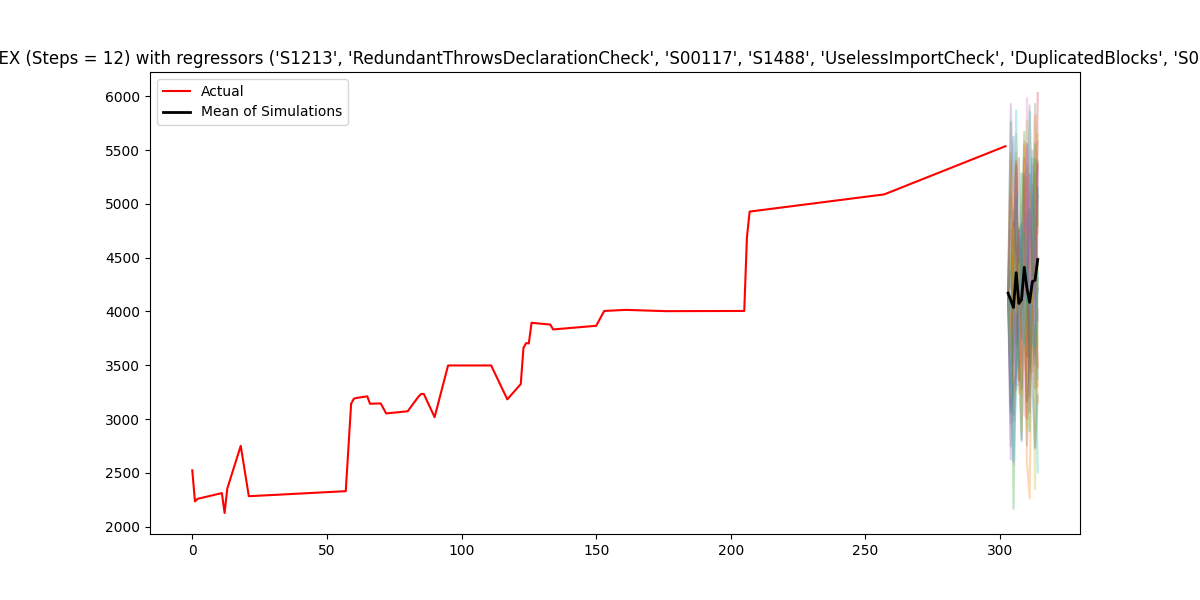 EX (Steps = 12) with regressors ('S1213', 'RedundantThrowsDeclarationCheck', 'S00117', 'S1488', 'UselessImportCheck', 'DuplicatedBlocks', 'S0
Actual
Mean of Simulations
6000
5500
5000
4500
4000
3500
3000
2500
2000
0 50 100 150 200 250 300